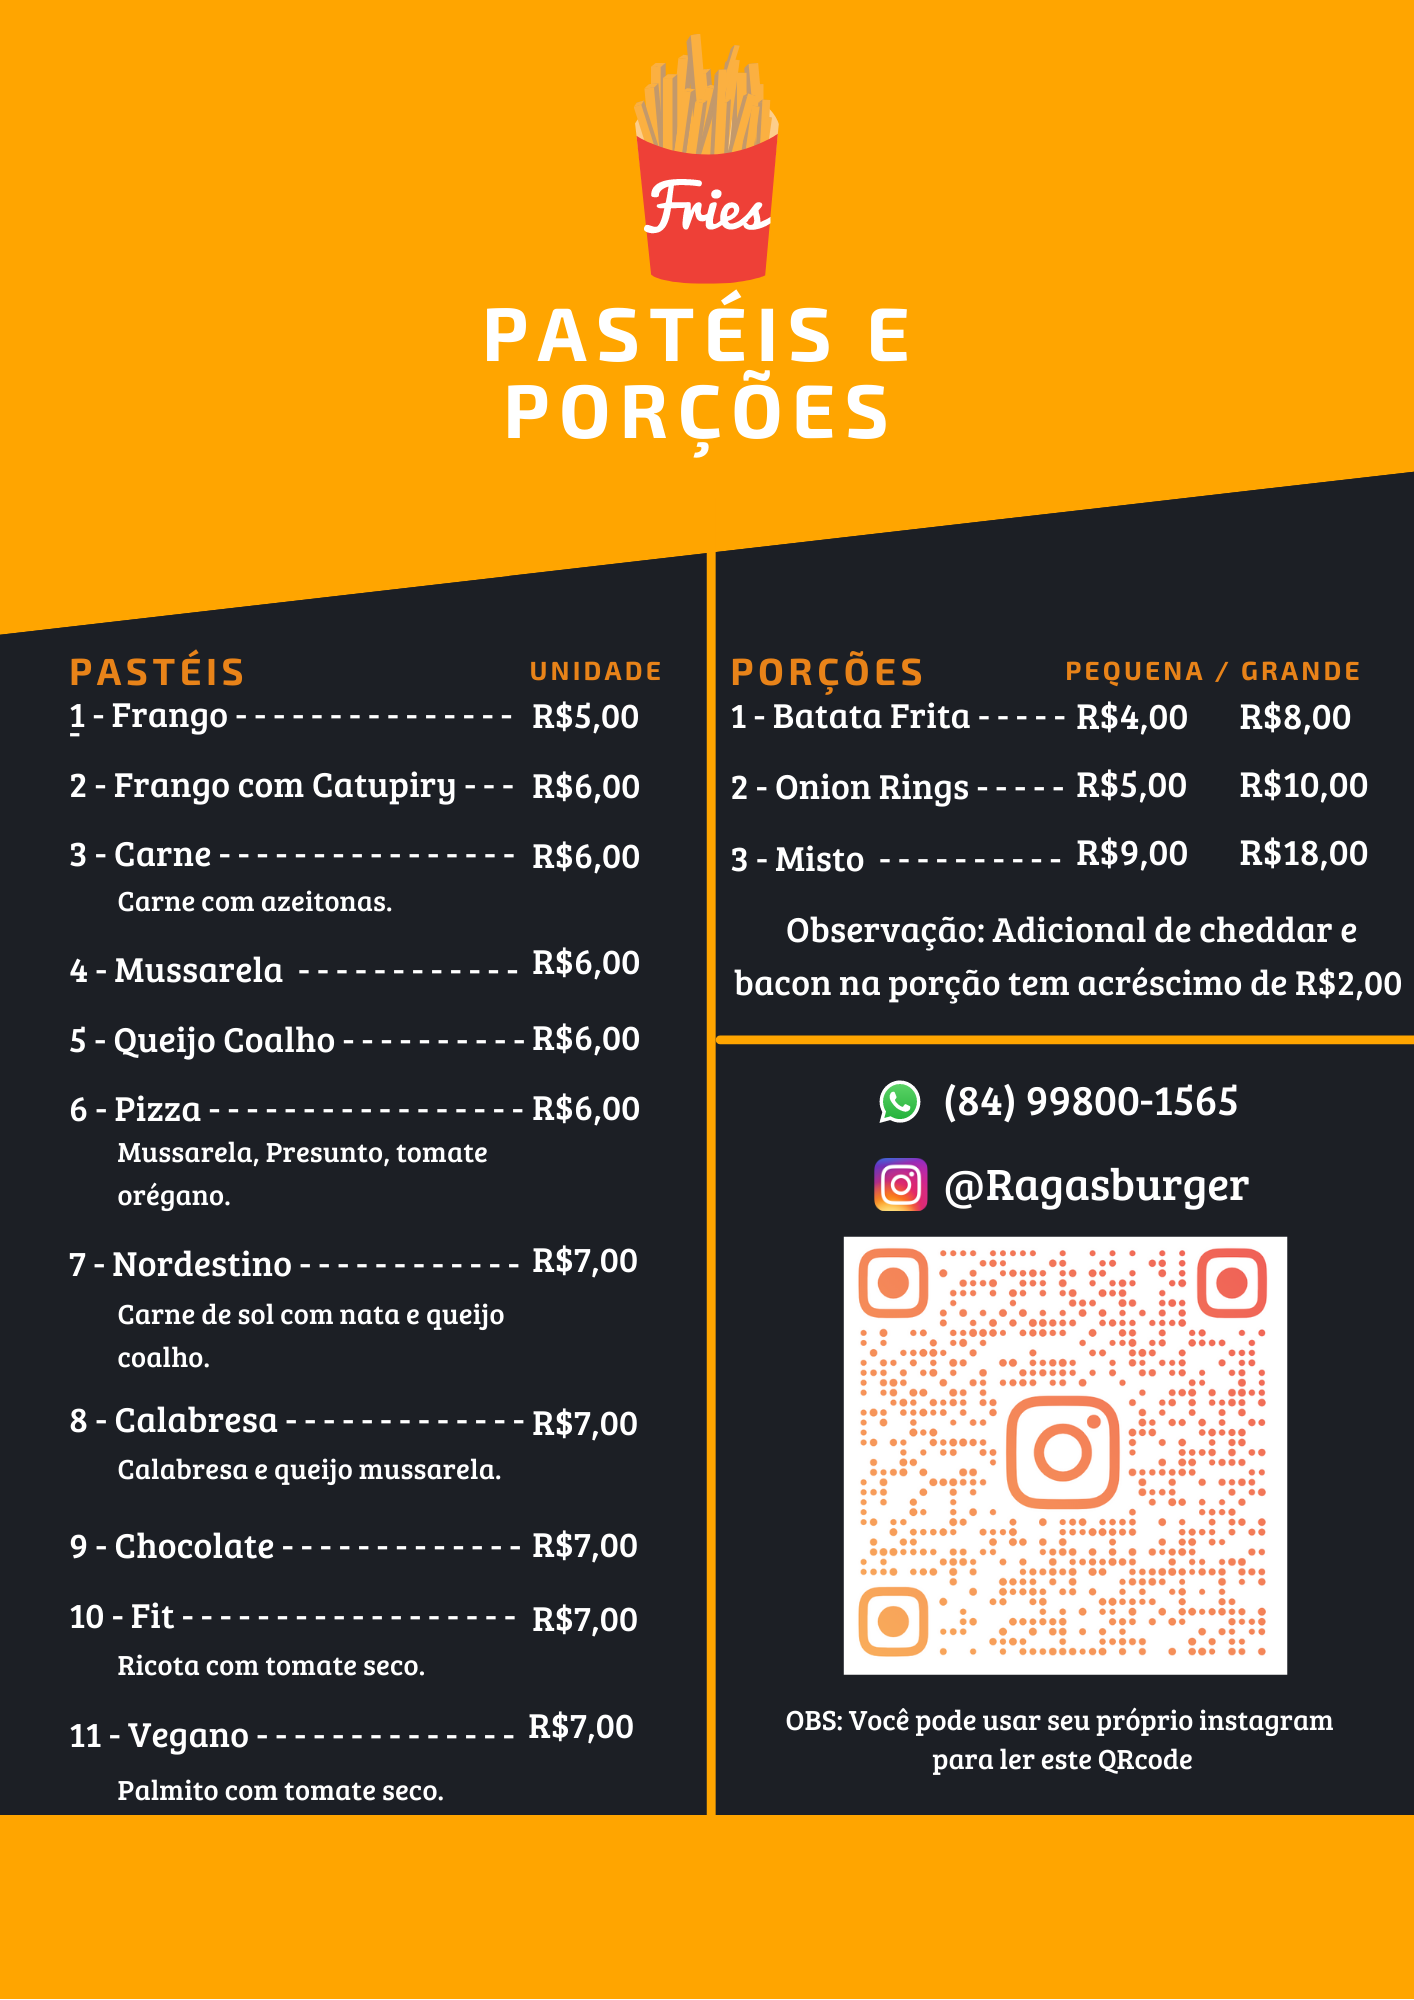 Fries
PASTÉIS E
PORÇÕES
PASTÉIS UNIDADE
1 - Frango - - - - - - - - - - - - - - - R$5,00
-
2 - Frango com Catupiry - - - R$6,00
3 - Carne - - - - - - - - - - - - - - - - R$6,00
Carne com azeitonas.
4 - Mussarela - - - - - - - - - - - - R$6,00
5 - Queijo Coalho - - - - - - - - - - R$6,00
6 - Pizza - - - - - - - - - - - - - - - - - R$6,00
Mussarela, Presunto, tomate
orégano.
7 - Nordestino - - - - - - - - - - - - R$7,00
Carne de sol com nata e queijo
coalho.
8 - Calabresa - - - - - - - - - - - - - R$7,00
Calabresa e queijo mussarela.
9 - Chocolate - - - - - - - - - - - - - R$7,00
10 - Fit - - - - - - - - - - - - - - - - - - R$7,00
Ricota com tomate seco.
11 - Vegano - - - - - - - - - - - - - - R$7,00
Palmito com tomate seco.
PORÇÕES PEQUENA / GRANDE
1 - Batata Frita - - - - - R$4,00 R$8,00
2 - Onion Rings - - - - - R$5,00 R$10,00
3 - Misto - - - - - - - - - - R$9,00 R$18,00
Observação: Adicional de cheddar e
bacon na porção tem acréscimo de R$2,00
(84) 99800-1565
@Ragasburger
OBS: Você pode usar seu próprio instagram
para ler este QRcode